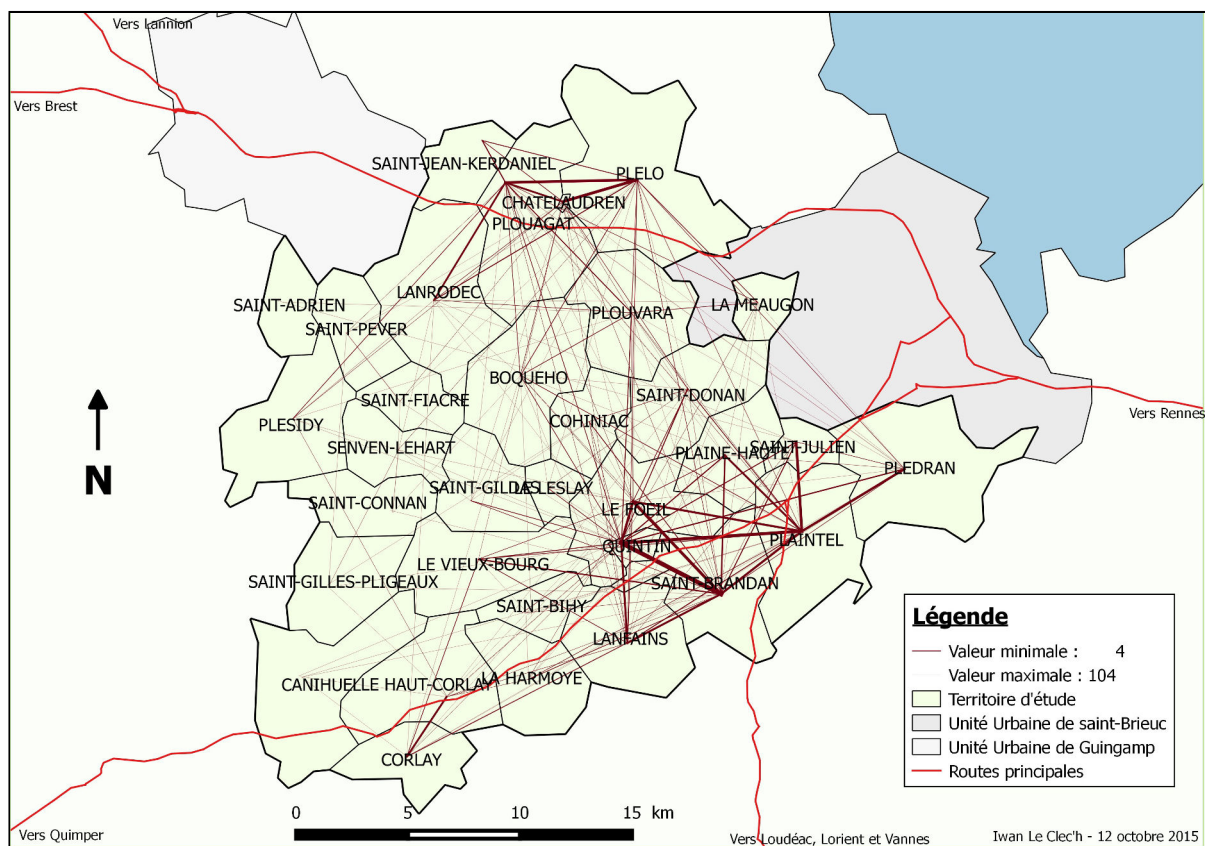 Vers Lannion
Vers Brest
SAINT-JEAN-KERDANIEL
PLELO
CHATELAUDREN
PLOUAGAT
LANRODEC
SAINT-ADRIEN
LA MEAUGON
PLOUVARA
SAINT-PEVER
BOQUEHO
SAINT-DONAN
SAINT-FIACRE
Vers Rennes
COHINIAC
PLESIDY
SENVEN-LEHART
PLAINE-HAUTE
SAINT-JULIEN
PLEDRAN
N
SAINT-GILDAS
LE LESLAY
SAINT-CONNAN
LE FOEIL
QUINTIN
PLAINTEL
LE VIEUX-BOURG
SAINT-GILLES-PLIGEAUX
SAINT-BRANDAN
SAINT-BIHY
LANFAINS
CANIHUELLE
HAUT-CORLAY
LA HARMOYE
CORLAY
Légende
Valeur minimale : 4
Valeur maximale : 104
Territoire d'étude
Unité Urbaine de saint-Brieuc
Unité Urbaine de Guingamp
Routes principales
0 5 10 15 km
Vers Quimper
Vers Loudéac, Lorient et Vannes
Iwan Le Clec'h - 12 octobre 2015